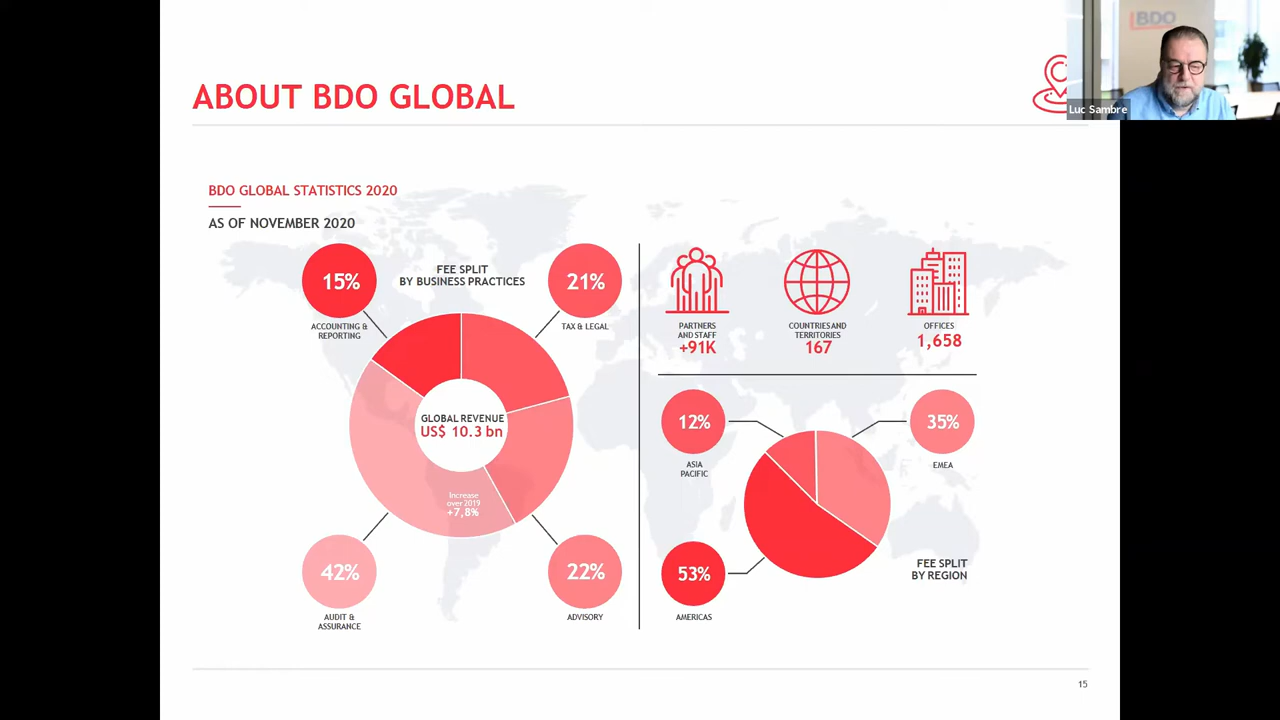 BDO
Luc Sambre
ABOUT BDO GLOBAL
BDO GLOBAL STATISTICS 2020
AS OF NOVEMBER 2020
15%
ACCOUNTING &
REPORTING
FEE SPLIT
BY BUSINESS PRACTICES
21%
TAX & LEGAL
GLOBAL REVENUE
US$ 10.3 bn
Increase
over 2019
+7,8%
42%
AUDIT &
ASSURANCE
22%
ADVISORY
PARTNERS
AND STAFF
+91K
COUNTRIES AND
TERRITORIES
167
OFFICES
1,658
12%
ASIA
PACIFIC
35%
EMEA
53%
AMERICAS
FEE SPLIT
BY REGION
15